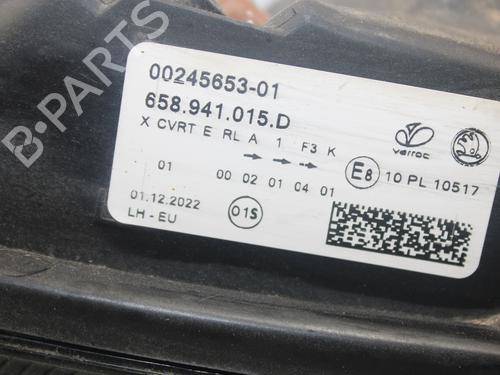 B-PARTS
00245653-01
658.941.015.D
X CVRT E RL A 1 F3 K
varroc
01 00 02 01 04 01
E8 10 PL 10517
01.12.2022
LH-EU
01S